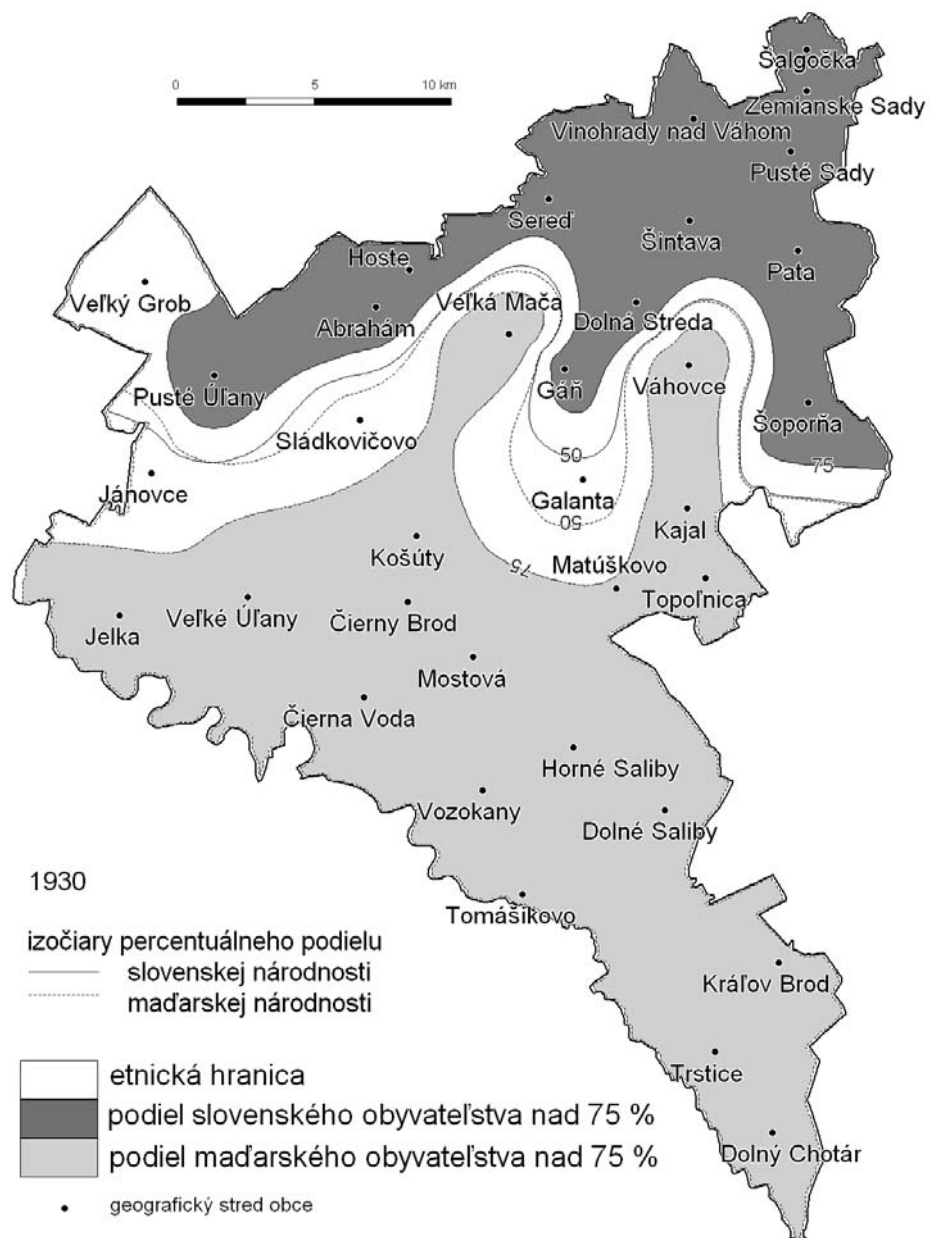 Šalgočka
0 5 10 km
Zemianske Sady
Vinohrady nad Váhom
Pusté Sady
Sereď
Šintava
Hoste
Pata
Veľký Grob
Veľká Mača
Abrahám
Dolná Streda
Gáň
Váhovce
Pusté Úľany
Šoporňa
Sládkovičovo
50
75
Jánovce
Galanta
Kajal
50
Košúty
75
Matúškovo
Topoľnica
Veľké Úľany
Čierny Brod
Jelka
Mostová
Čierna Voda
Horné Saliby
Vozokany
Dolné Saliby
1930
Tomášikovo
izočiary percentuálneho podielu
slovenskej národnosti
maďarskej národnosti
Kráľov Brod
etnická hranica
Trstice
podiel slovenského obyvateľstva nad 75 %
podiel maďarského obyvateľstva nad 75 %
Dolný Chotár
geografický stred obce